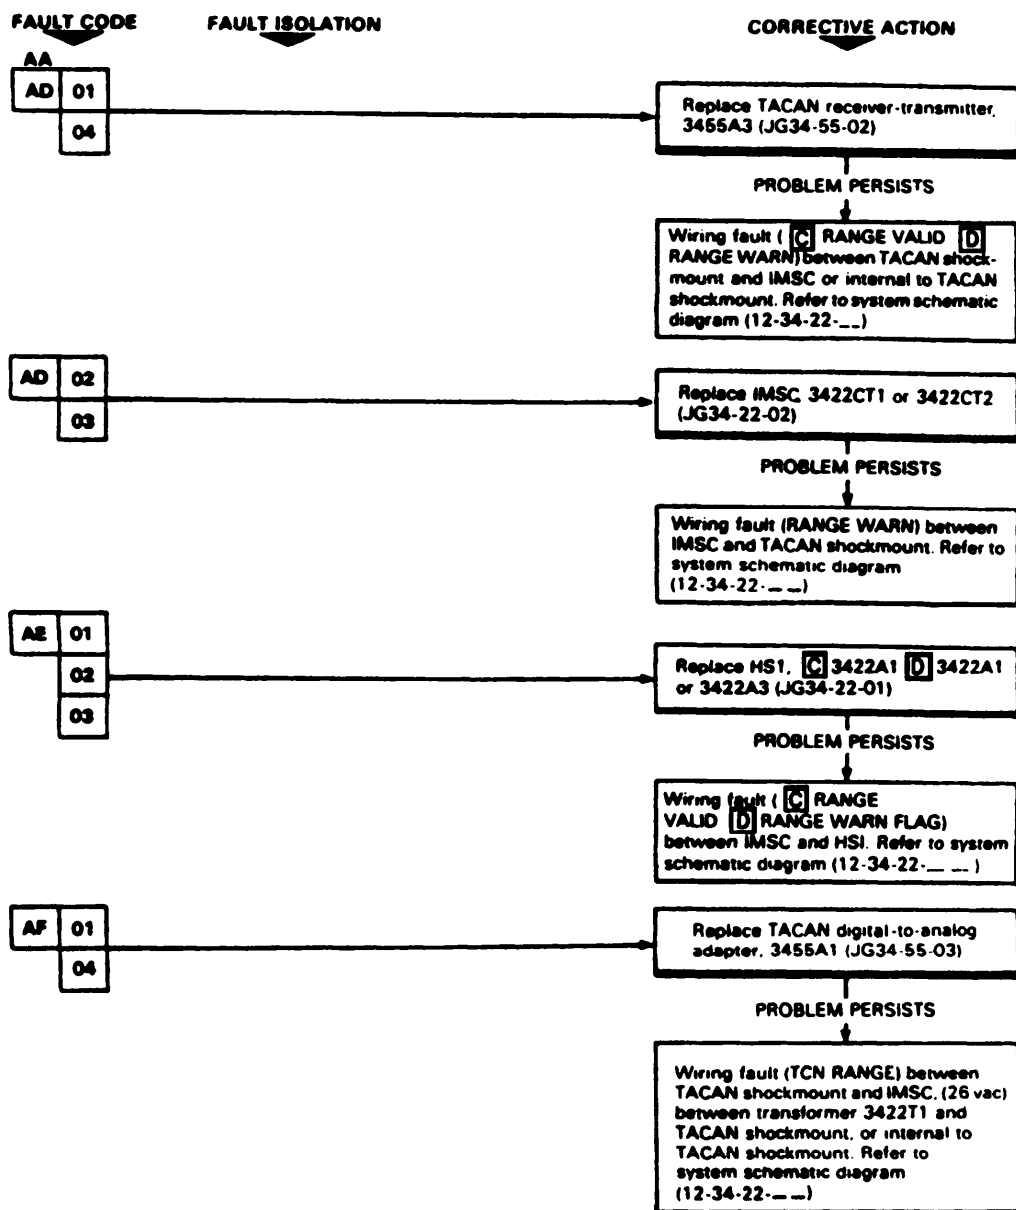 FAULT CODE
FAULT ISOLATION
CORRECTIVE ACTION
AA
AD 01
04
Replace TACAN receiver-transmitter,
3455A3 (JG34-55-02)
PROBLEM PERSISTS
Wiring fault ( C RANGE VALID D
RANGE WARN) between TACAN shock-
mount and IMSC or internal to TACAN
shockmount. Refer to system schematic
diagram (12-34-22-__)
AD 02
03
Replace IMSC, 3422CT1 or 3422CT2
(JG34-22-02)
PROBLEM PERSISTS
Wiring fault (RANGE WARN) between
IMSC and TACAN shockmount. Refer to
system schematic diagram
(12-34-22-__)
AE 01
02
03
Replace HS1, C 3422A1 D 3422A1
or 3422A3 (JG34-22-01)
PROBLEM PERSISTS
Wiring fault ( C RANGE
VALID D RANGE WARN FLAG)
between IMSC and HSI. Refer to system
schematic diagram (12-34-22-__ )
AF 01
04
Replace TACAN digital-to-analog
adapter, 3455A1 (JG34-55-03)
PROBLEM PERSISTS
Wiring fault (TCN RANGE) between
TACAN shockmount and IMSC, (26 vac)
between transformer 3422T1 and
TACAN shockmount, or internal to
TACAN shockmount. Refer to
system schematic diagram
(12-34-22-__)